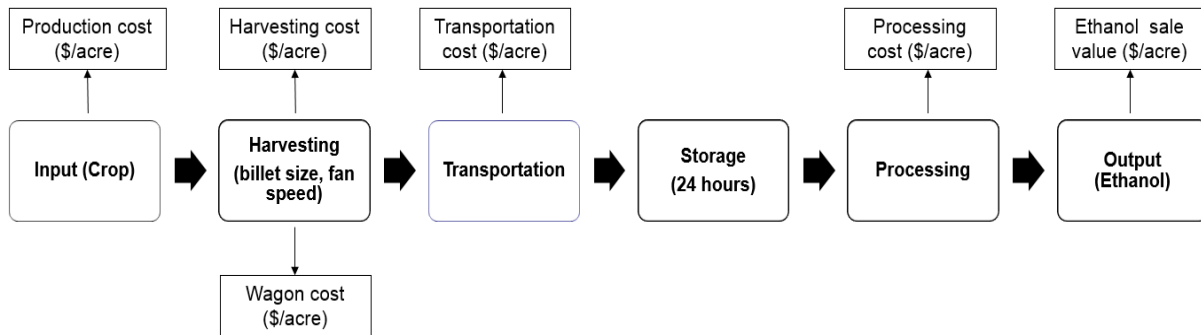 Production cost
($/acre)
Harvesting cost
($/acre)
Transportation
cost ($/acre)
Processing
cost ($/acre)
Ethanol sale
value ($/acre)
Input (Crop)
Harvesting
(billet size, fan
speed)
Transportation
Storage
(24 hours)
Processing
Output
(Ethanol)
Wagon cost
($/acre)